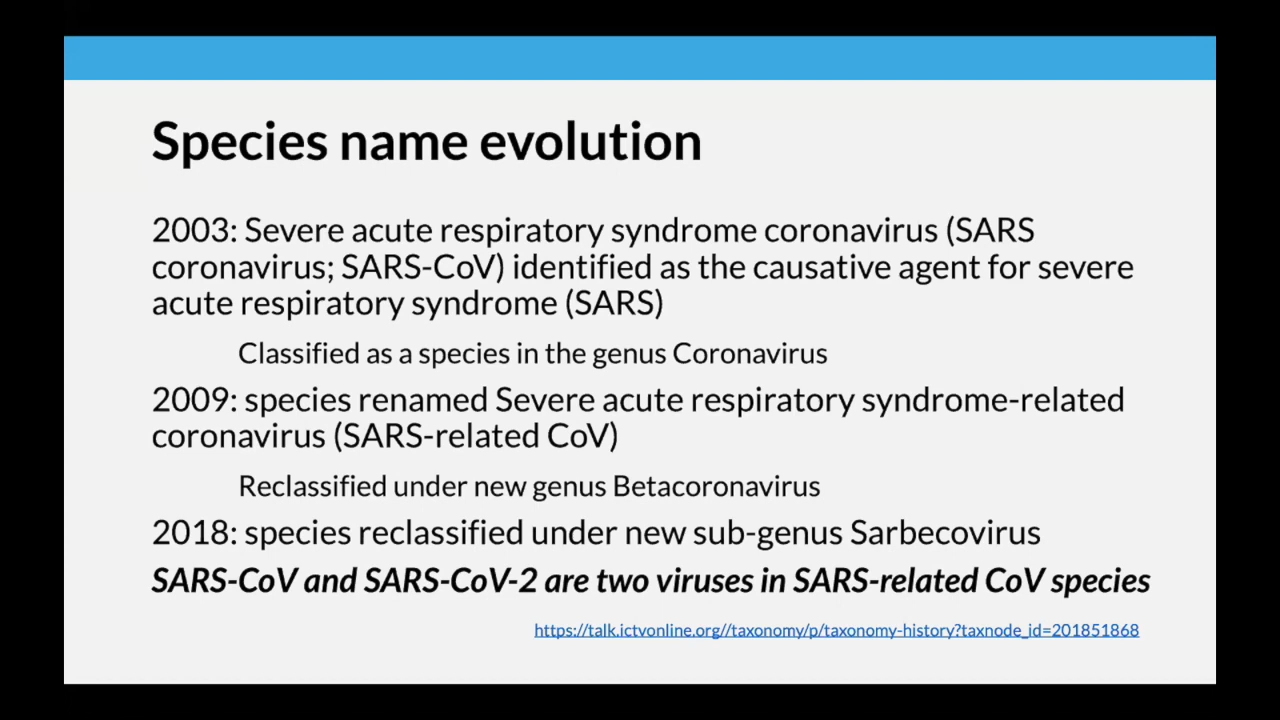 Species name evolution
2003: Severe acute respiratory syndrome coronavirus (SARS
coronavirus; SARS-CoV) identified as the causative agent for severe
acute respiratory syndrome (SARS)
Classified as a species in the genus Coronavirus
2009: species renamed Severe acute respiratory syndrome-related
coronavirus (SARS-related CoV)
Reclassified under new genus Betacoronavirus
2018: species reclassified under new sub-genus Sarbecovirus
SARS-CoV and SARS-CoV-2 are two viruses in SARS-related CoV species
https://talk.ictvonline.org//taxonomy/p/taxonomy-history?taxnode_id=201851868